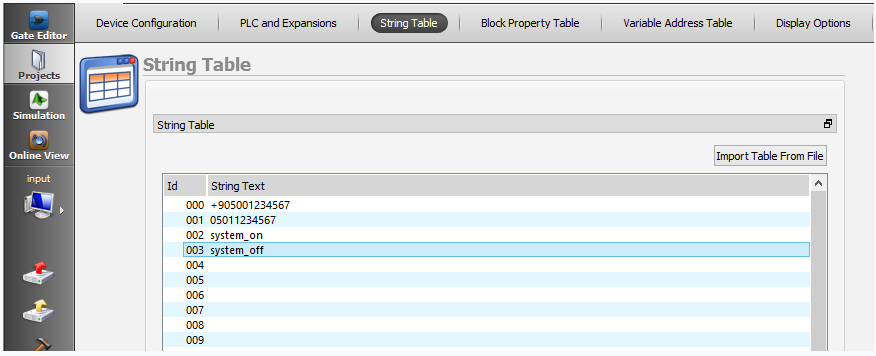 Device Configuration PLC and Expansions String Table Block Property Table Variable Address Table Display Options
Gate Editor
Projects
Simulation
Online View
input
String Table
String Table
Import Table From File
Id String Text
000 +905001234567
001 05011234567
002 system_on
003 system_off
004
005
006
007
008
009